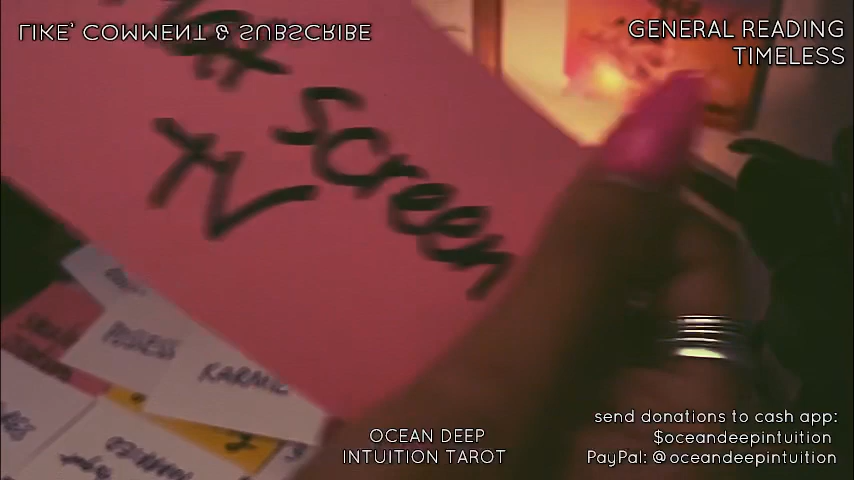 LIKE, COMMENT & SUBSCRIBE
GENERAL READING
TIMELESS
Flat Screen
TV
KARMIC
OCEAN DEEP
INTUITION TAROT
send donations to cash app:
$oceandeepintuition
PayPal: @oceandeepintuition